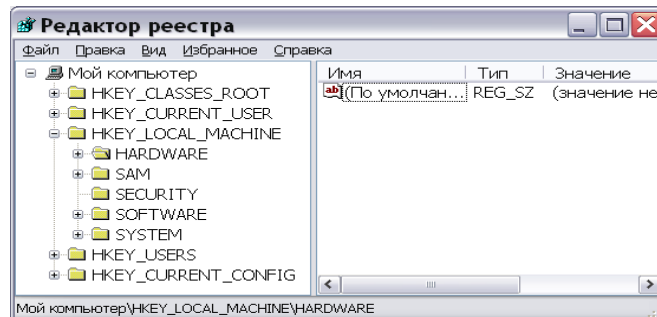 Редактор реестра
Файл Правка Вид Избранное Справка
Мой компьютер
HKEY_CLASSES_ROOT
HKEY_CURRENT_USER
HKEY_LOCAL_MACHINE
HARDWARE
SAM
SECURITY
SOFTWARE
SYSTEM
HKEY_USERS
HKEY_CURRENT_CONFIG
Имя Тип Значение
ab (По умолчан... REG_SZ (значение не
Мой компьютер\HKEY_LOCAL_MACHINE\HARDWARE